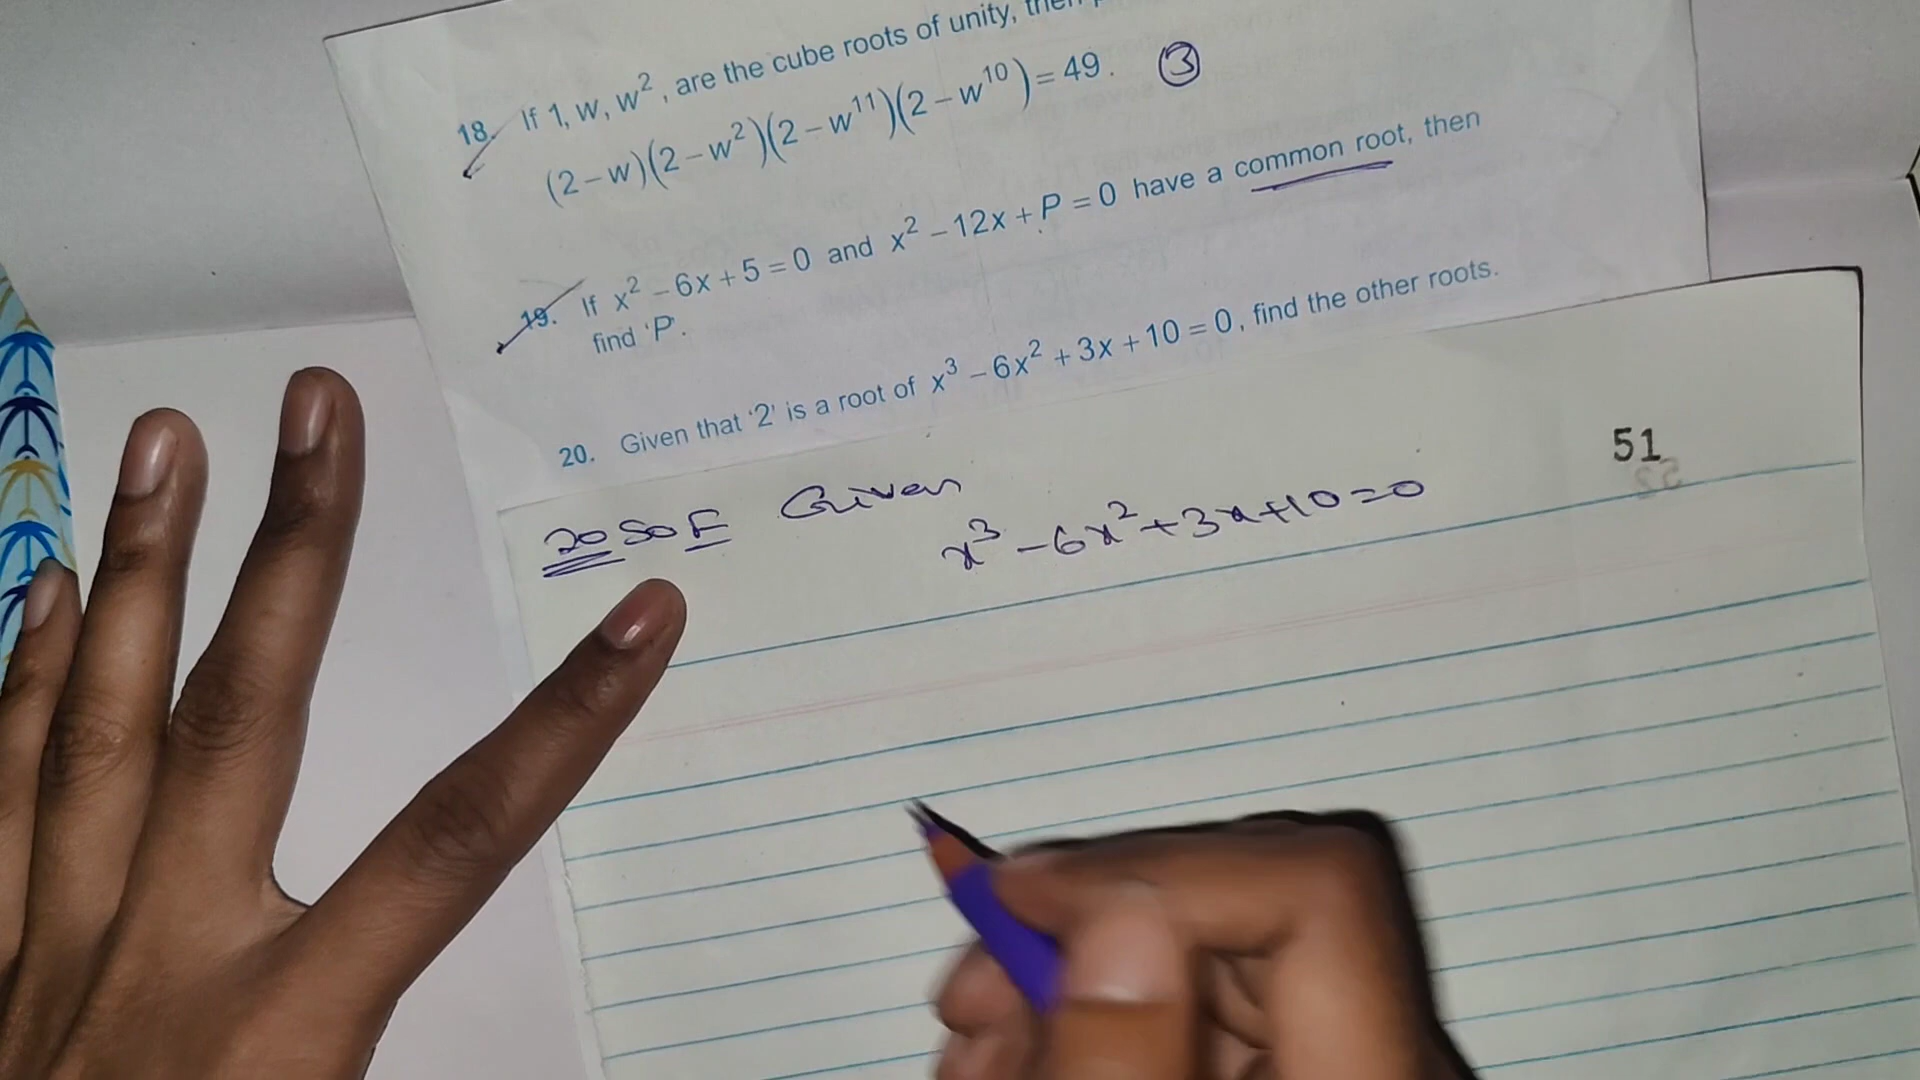 18. If 1, w, w², are the cube roots of unity,
(2 – w)(2 – w²)(2 – w¹¹)(2 – w¹⁰) = 49. ③
19. If x² – 6x + 5 = 0 and x² – 12x + P = 0 have a common root, then
find ‘P’.
20. Given that ‘2’ is a root of x³ – 6x² + 3x + 10 = 0, find the other roots.
51
20 Sol Given
x³ – 6x² + 3x + 10 = 0